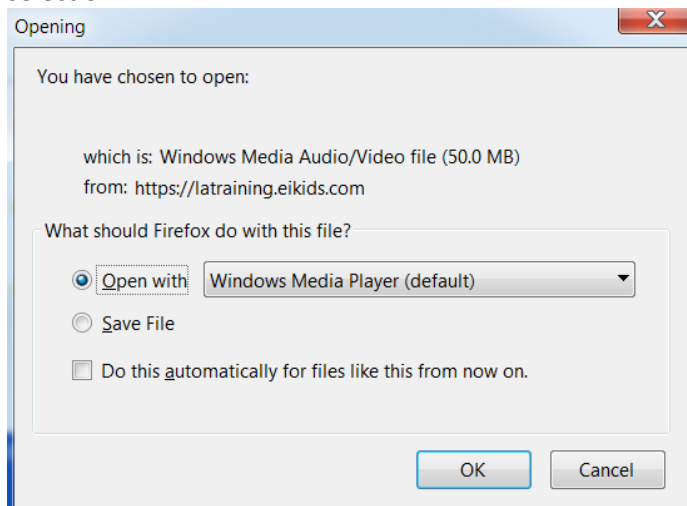 Opening
X
You have chosen to open:
which is: Windows Media Audio/Video file (50.0 MB)
from: https://latraining.eikids.com
What should Firefox do with this file?
Open with Windows Media Player (default)
Save File
Do this automatically for files like this from now on.
OK Cancel